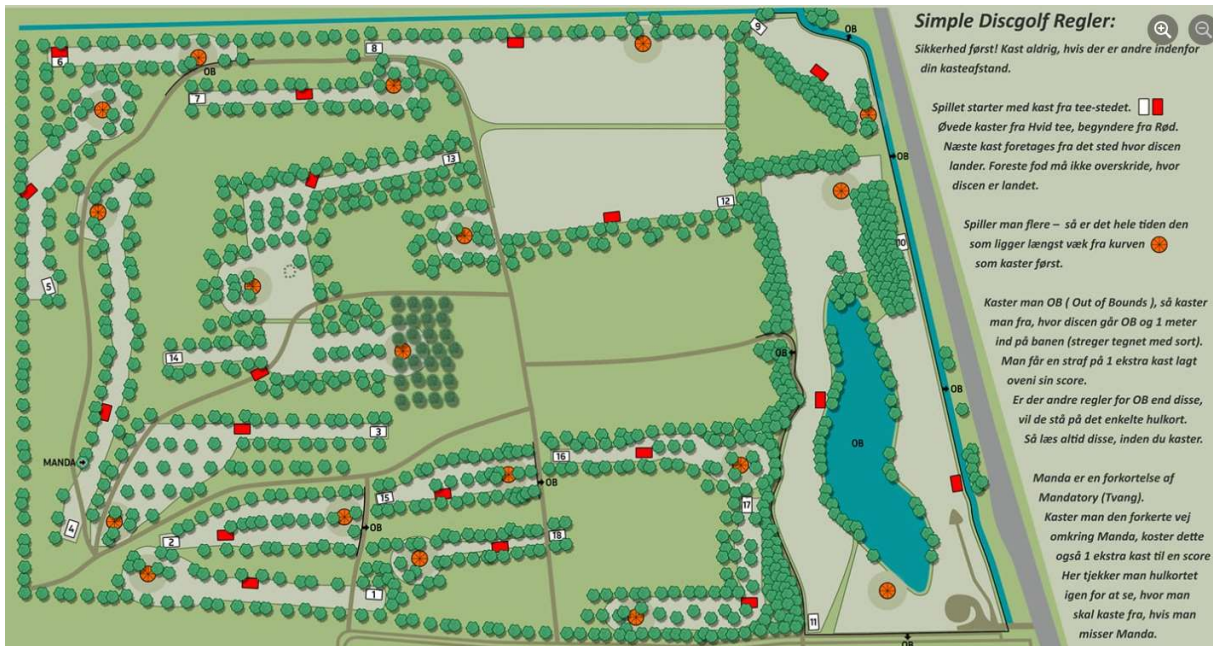 Simple Discgolf Regler:
Sikkerhed først! Kast aldrig, hvis der er andre indenfor
din kasteafstand.
Spillet starter med kast fra tee-stedet.
Øvede kaster fra Hvid tee, begyndere fra Rød.
Næste kast foretages fra det sted hvor discen
lander. Foreste fod må ikke overskride, hvor
discen er landet.
Spiller man flere – så er det hele tiden den
som ligger længst væk fra kurven
som kaster først.
Kaster man OB ( Out of Bounds ), så kaster
man fra, hvor discen går OB og 1 meter
ind på banen (streger tegnet med sort).
Man får en straf på 1 ekstra kast lagt
oveni sin score.
Er der andre regler for OB end disse,
vil de stå på det enkelte hulkort.
Så læs altid disse, inden du kaster.
Manda er en forkortelse af
Mandatory (Tvang).
Kaster man den forkerte vej
omkring Manda, koster dette
også 1 ekstra kast til en score
Her tjekker man hulkortet
igen for at se, hvor man
skal kaste fra, hvis man
misser Manda.
9
OB
8
6
OB
7
OB
13
12
10
5
14
OB
OB
3
MANDA
OB
16
15
OB
17
4
OB
18
2
1
11
OB